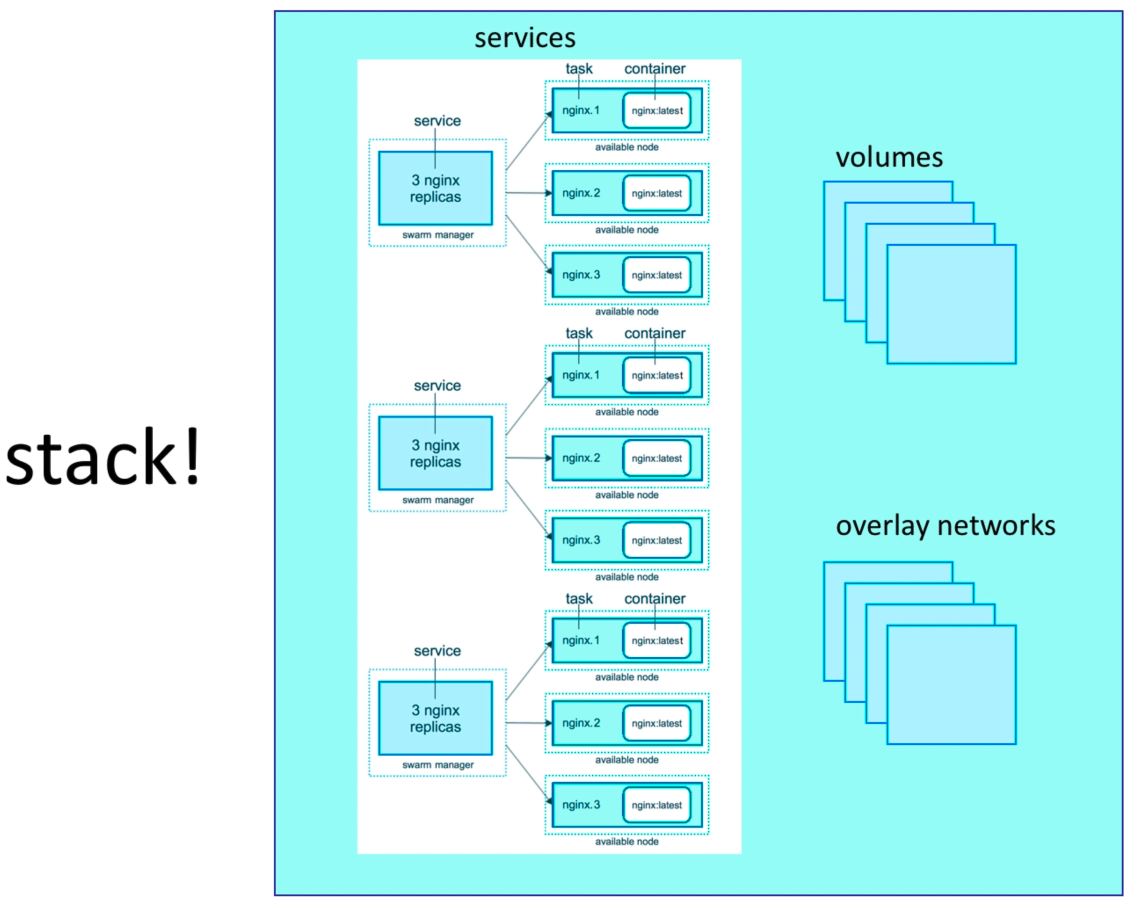 stack!
services
task container
service
3 nginx
replicas
swarm manager
nginx.1 nginx:latest
available node
nginx.2 nginx:latest
available node
nginx.3 nginx:latest
available node
task container
service
3 nginx
replicas
swarm manager
nginx.1 nginx:latest
available node
nginx.2 nginx:latest
available node
nginx.3 nginx:latest
available node
task container
service
3 nginx
replicas
swarm manager
nginx.1 nginx:latest
available node
nginx.2 nginx:latest
available node
nginx.3 nginx:latest
available node
volumes
overlay networks